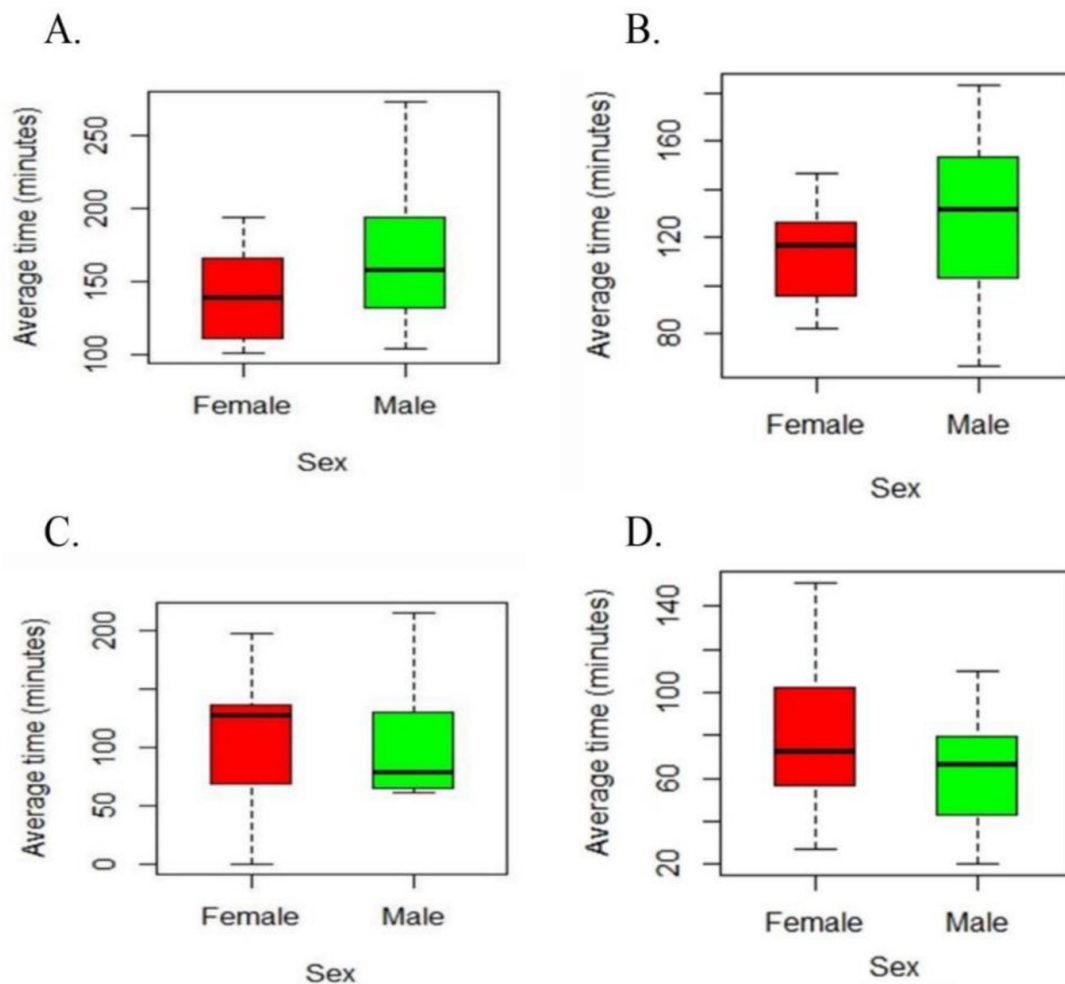 A.
Average time (minutes)
250
200
150
100
Female Male
Sex
B.
Average time (minutes)
160
120
80
Female Male
Sex
C.
Average time (minutes)
200
100
50
0
Female Male
Sex
D.
Average time (minutes)
140
100
60
20
Female Male
Sex